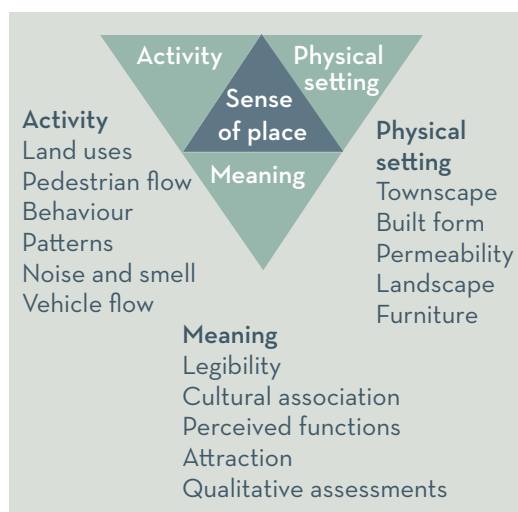 Activity
Physical
setting
Sense
of place
Meaning
Activity
Land uses
Pedestrian flow
Behaviour
Patterns
Noise and smell
Vehicle flow
Physical
setting
Townscape
Built form
Permeability
Landscape
Furniture
Meaning
Legibility
Cultural association
Perceived functions
Attraction
Qualitative assessments